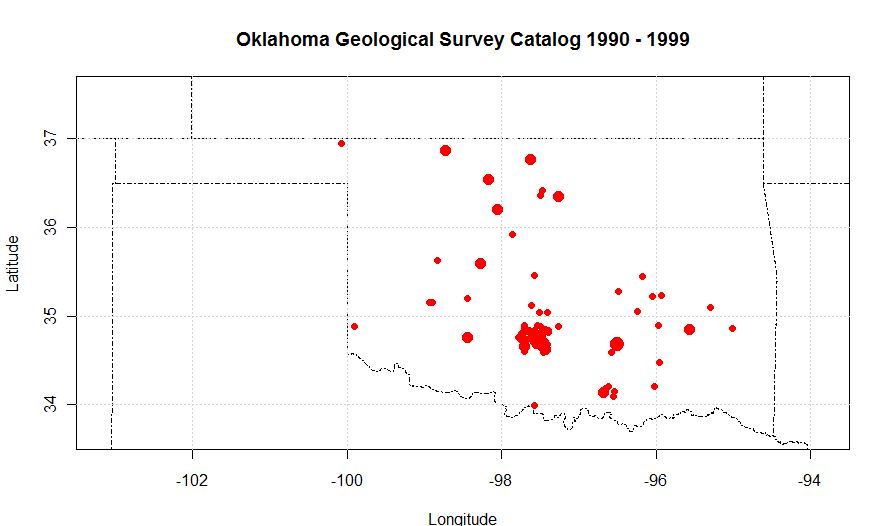 Oklahoma Geological Survey Catalog 1990 - 1999
37
36
35
34
Latitude
-102 -100 -98 -96 -94
Longitude